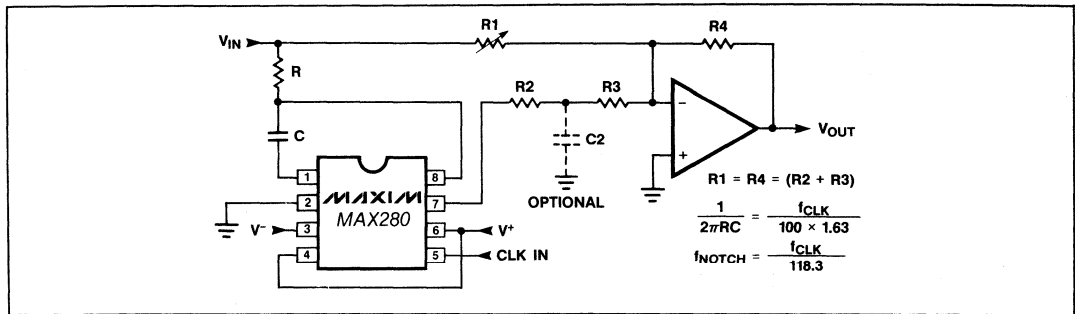 R1
R4
VIN
R
R2
R3
C
C2
−
+
VOUT
OPTIONAL
1
2
3
4
8
7
6
5
MAXIM
MAX280
V−
V+
CLK IN
R1 = R4 = (R2 + R3)
1/2πRC = fCLK/100 × 1.63
fNOTCH = fCLK/118.3